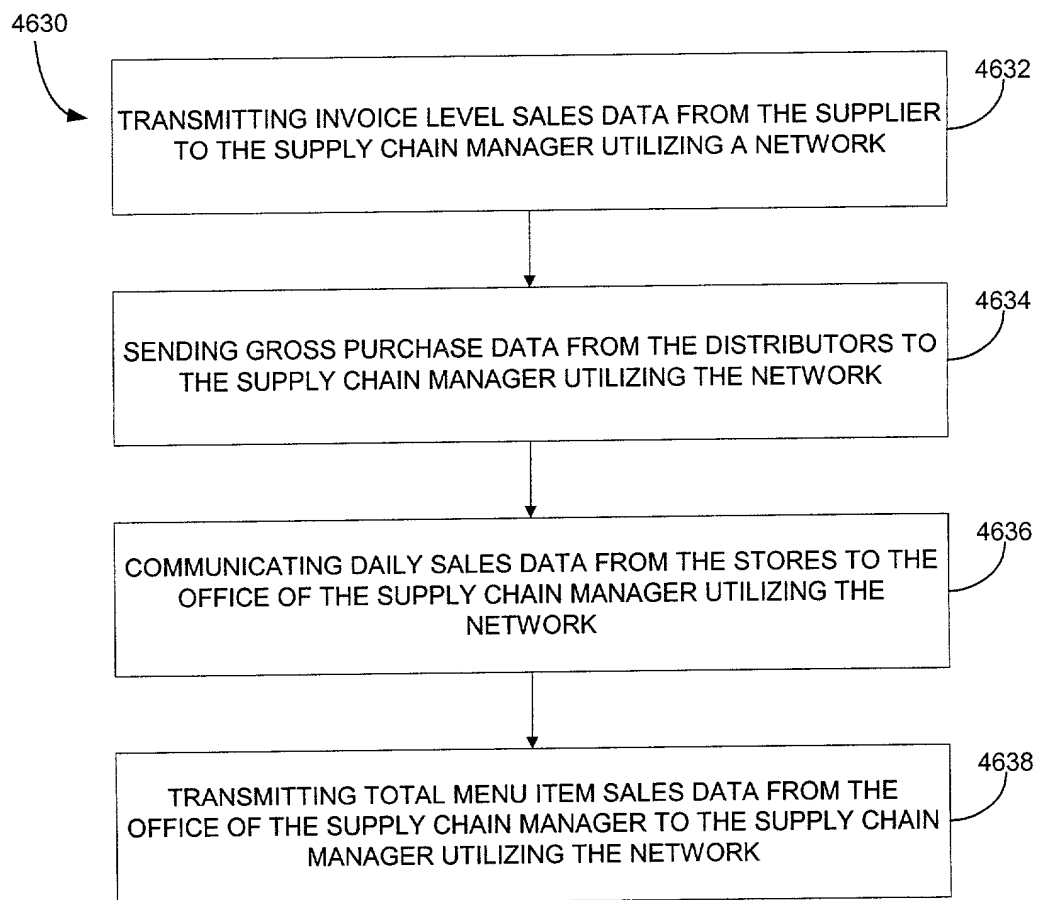 4630
4632
TRANSMITTING INVOICE LEVEL SALES DATA FROM THE SUPPLIER
TO THE SUPPLY CHAIN MANAGER UTILIZING A NETWORK
4634
SENDING GROSS PURCHASE DATA FROM THE DISTRIBUTORS TO
THE SUPPLY CHAIN MANAGER UTILIZING THE NETWORK
4636
COMMUNICATING DAILY SALES DATA FROM THE STORES TO THE
OFFICE OF THE SUPPLY CHAIN MANAGER UTILIZING THE
NETWORK
4638
TRANSMITTING TOTAL MENU ITEM SALES DATA FROM THE
OFFICE OF THE SUPPLY CHAIN MANAGER TO THE SUPPLY CHAIN
MANAGER UTILIZING THE NETWORK